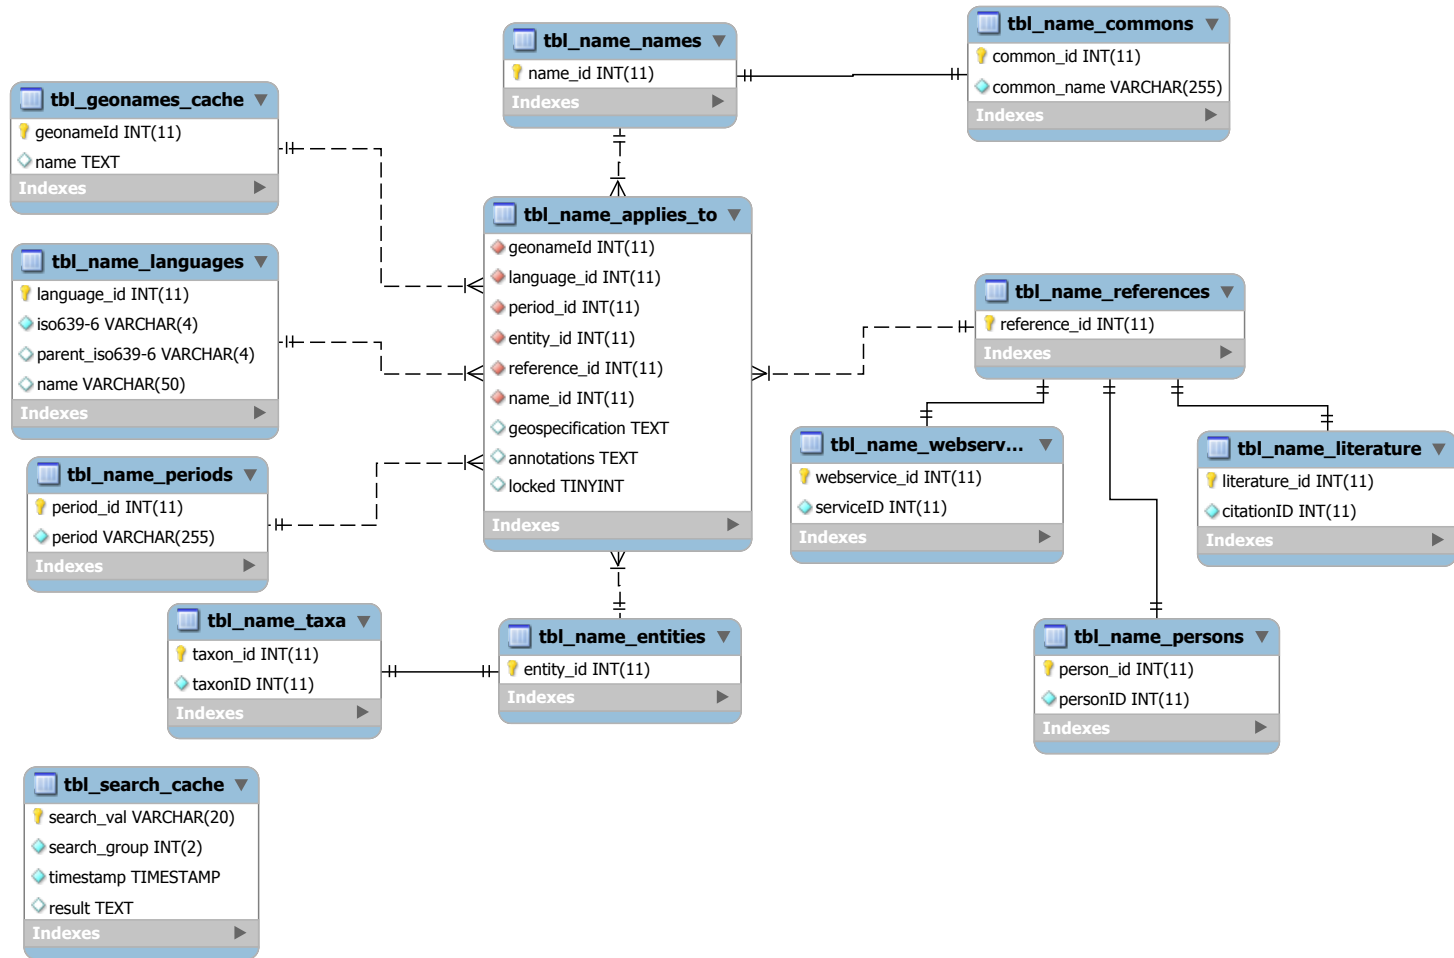 tbl_name_names
name_id INT(11)
Indexes
tbl_name_commons
common_id INT(11)
common_name VARCHAR(255)
Indexes
tbl_geonames_cache
geonameId INT(11)
name TEXT
Indexes
tbl_name_applies_to
geonameId INT(11)
language_id INT(11)
period_id INT(11)
entity_id INT(11)
reference_id INT(11)
name_id INT(11)
geospecification TEXT
annotations TEXT
locked TINYINT
Indexes
tbl_name_languages
language_id INT(11)
iso639-6 VARCHAR(4)
parent_iso639-6 VARCHAR(4)
name VARCHAR(50)
Indexes
tbl_name_references
reference_id INT(11)
Indexes
tbl_name_webserv...
webservice_id INT(11)
serviceID INT(11)
Indexes
tbl_name_literature
literature_id INT(11)
citationID INT(11)
Indexes
tbl_name_periods
period_id INT(11)
period VARCHAR(255)
Indexes
tbl_name_taxa
taxon_id INT(11)
taxonID INT(11)
Indexes
tbl_name_entities
entity_id INT(11)
Indexes
tbl_name_persons
person_id INT(11)
personID INT(11)
Indexes
tbl_search_cache
search_val VARCHAR(20)
search_group INT(2)
timestamp TIMESTAMP
result TEXT
Indexes